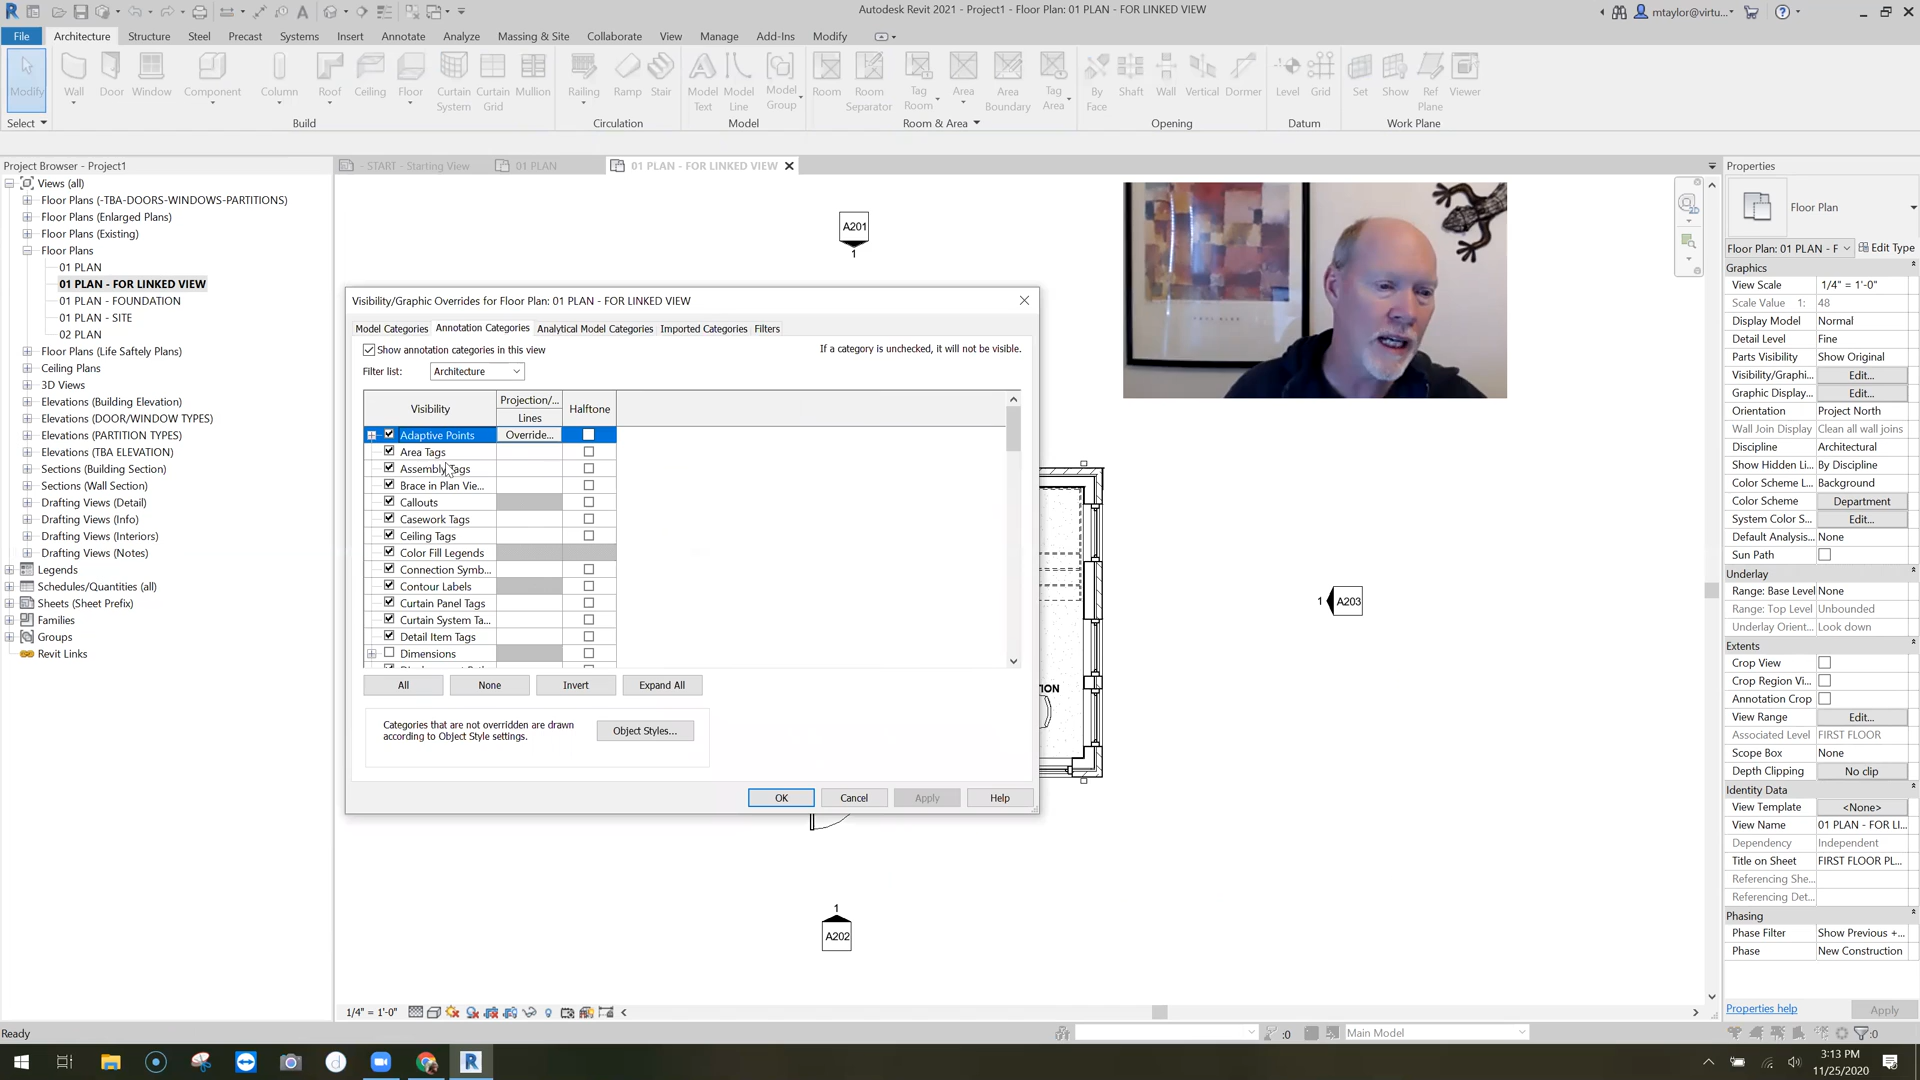 Autodesk Revit 2021 - Project1 - Floor Plan: 01 PLAN - FOR LINKED VIEW
mtaylor@virtu...
File Architecture Structure Steel Precast Systems Insert Annotate Analyze Massing & Site Collaborate View Manage Add-Ins Modify
Modify Wall Door Window Component Column Roof Ceiling Floor Curtain System Curtain Grid Mullion Railing Ramp Stair Model Text Model Line Model Group Room Room Separator Tag Room Area Area Boundary Tag Area By Face Shaft Wall Vertical Dormer Level Grid Set Show Ref Plane Viewer
Select Build Circulation Model Room & Area Opening Datum Work Plane
Project Browser - Project1
Views (all)
Floor Plans (-TBA-DOORS-WINDOWS-PARTITIONS)
Floor Plans (Enlarged Plans)
Floor Plans (Existing)
Floor Plans
01 PLAN
01 PLAN - FOR LINKED VIEW
01 PLAN - FOUNDATION
01 PLAN - SITE
02 PLAN
Floor Plans (Life Saftely Plans)
Ceiling Plans
3D Views
Elevations (Building Elevation)
Elevations (DOOR/WINDOW TYPES)
Elevations (PARTITION TYPES)
Elevations (TBA ELEVATION)
Sections (Building Section)
Sections (Wall Section)
Drafting Views (Detail)
Drafting Views (Info)
Drafting Views (Interiors)
Drafting Views (Notes)
Legends
Schedules/Quantities (all)
Sheets (Sheet Prefix)
Families
Groups
Revit Links
- START - Starting View 01 PLAN 01 PLAN - FOR LINKED VIEW
A201
1
Visibility/Graphic Overrides for Floor Plan: 01 PLAN - FOR LINKED VIEW
Model Categories Annotation Categories Analytical Model Categories Imported Categories Filters
Show annotation categories in this view
If a category is unchecked, it will not be visible.
Filter list: Architecture
Visibility Projection/... Halftone
Lines
Adaptive Points Override...
Area Tags
Assembly Tags
Brace in Plan Vie...
Callouts
Casework Tags
Ceiling Tags
Color Fill Legends
Connection Symb...
Contour Labels
Curtain Panel Tags
Curtain System Ta...
Detail Item Tags
Dimensions
All None Invert Expand All
Categories that are not overridden are drawn
according to Object Style settings.
Object Styles...
OK Cancel Apply Help
TION
1 A203
1
A202
1/4" = 1'-0"
Properties
Floor Plan
Floor Plan: 01 PLAN - F Edit Type
Graphics
View Scale 1/4" = 1'-0"
Scale Value 1: 48
Display Model Normal
Detail Level Fine
Parts Visibility Show Original
Visibility/Graphi... Edit...
Graphic Display... Edit...
Orientation Project North
Wall Join Display Clean all wall joins
Discipline Architectural
Show Hidden Li... By Discipline
Color Scheme L... Background
Color Scheme Department
System Color S... Edit...
Default Analysis... None
Sun Path
Underlay
Range: Base Level None
Range: Top Level Unbounded
Underlay Orient... Look down
Extents
Crop View
Crop Region Vi...
Annotation Crop
View Range Edit...
Associated Level FIRST FLOOR
Scope Box None
Depth Clipping No clip
Identity Data
View Template <None>
View Name 01 PLAN - FOR LI...
Dependency Independent
Title on Sheet FIRST FLOOR PL...
Referencing She...
Referencing Det...
Phasing
Phase Filter Show Previous +...
Phase New Construction
Properties help Apply
Ready
:0 Main Model :0
3:13 PM
11/25/2020